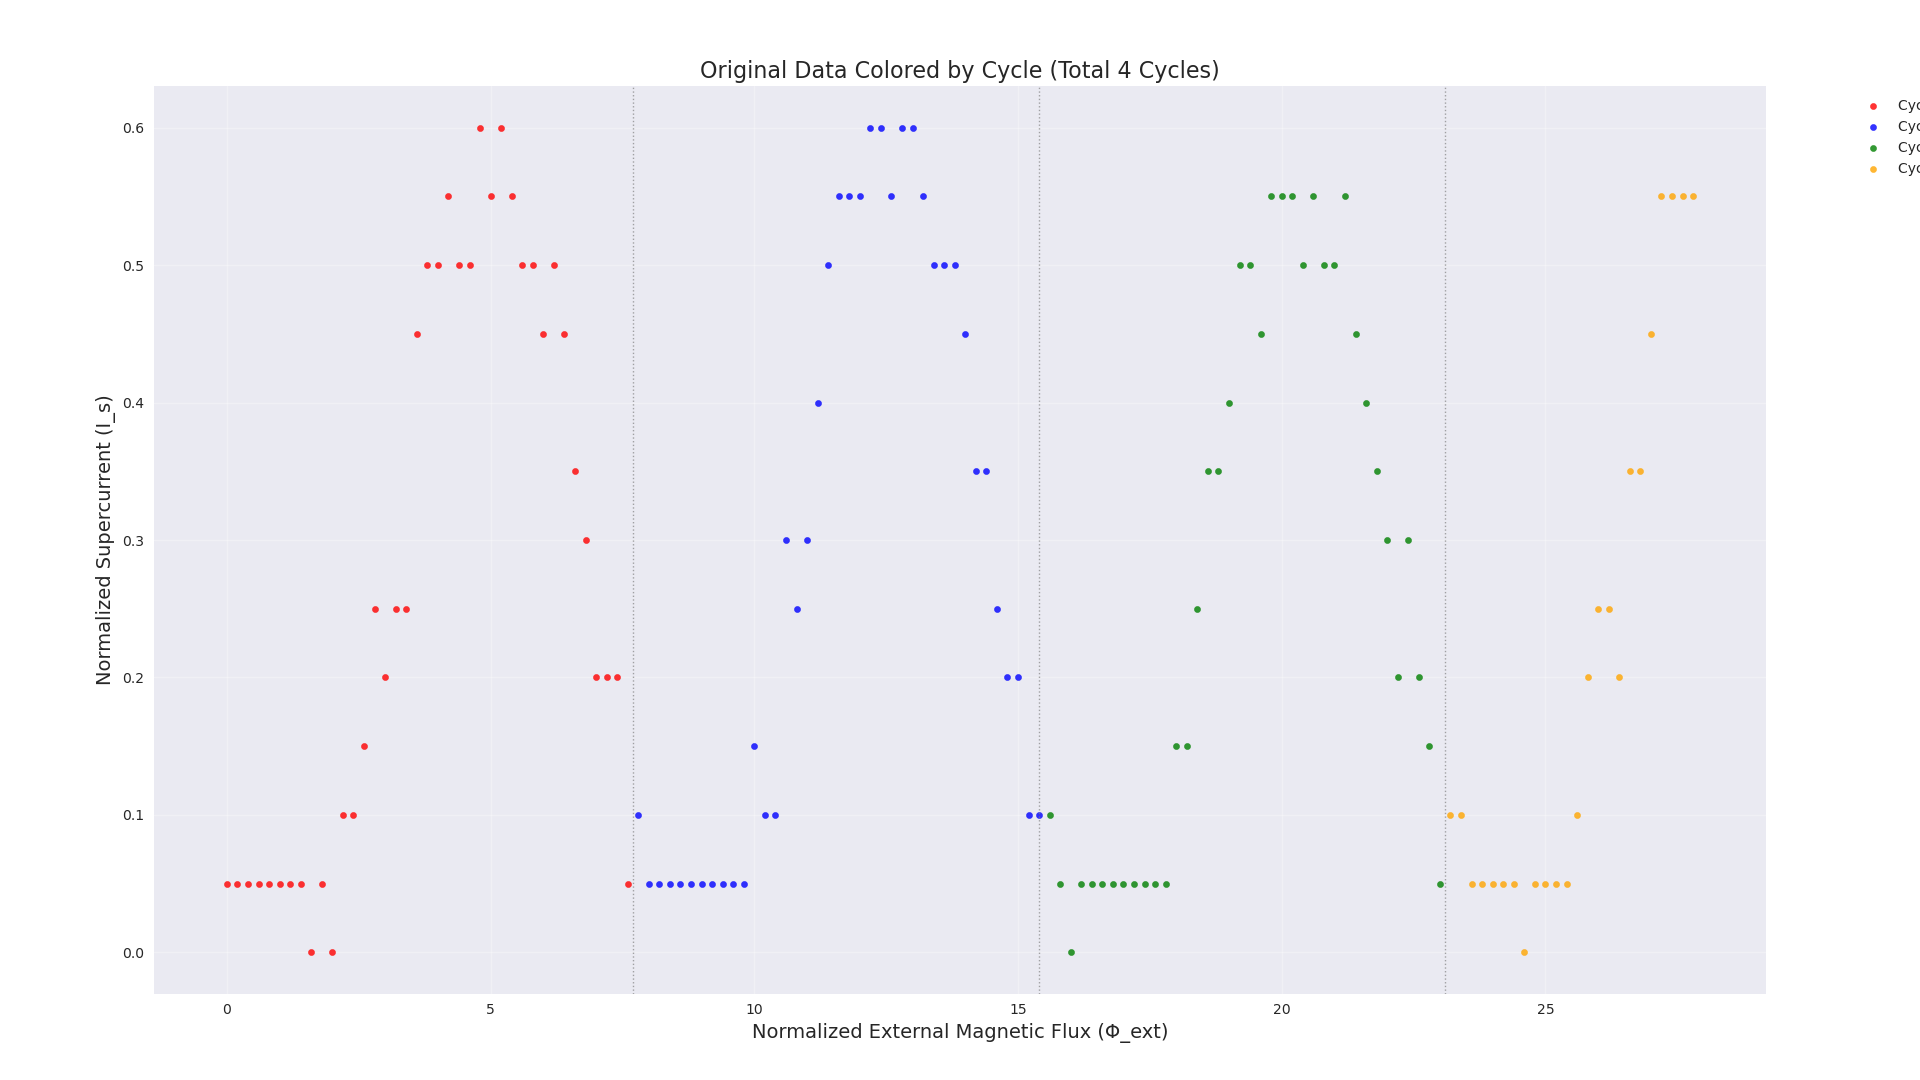 Original Data Colored by Cycle (Total 4 Cycles)
Cyc
Cyc
Cyc
Cyc
0.6
0.5
0.4
0.3
0.2
0.1
0.0
Normalized Supercurrent (I_s)
0 5 10 15 20 25
Normalized External Magnetic Flux (Φ_ext)